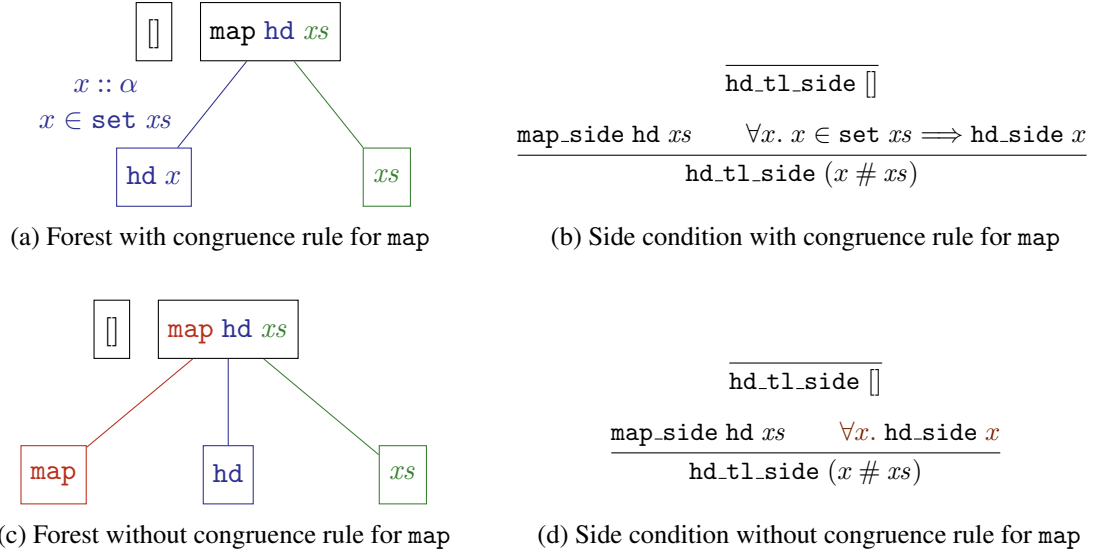 [] map hd xs
x :: α
x ∈ set xs
hd x xs
(a) Forest with congruence rule for map
hd_tl_side []
map_side hd xs ∀x. x ∈ set xs ⟹ hd_side x
hd_tl_side (x # xs)
(b) Side condition with congruence rule for map
[] map hd xs
map hd xs
(c) Forest without congruence rule for map
hd_tl_side []
map_side hd xs ∀x. hd_side x
hd_tl_side (x # xs)
(d) Side condition without congruence rule for map